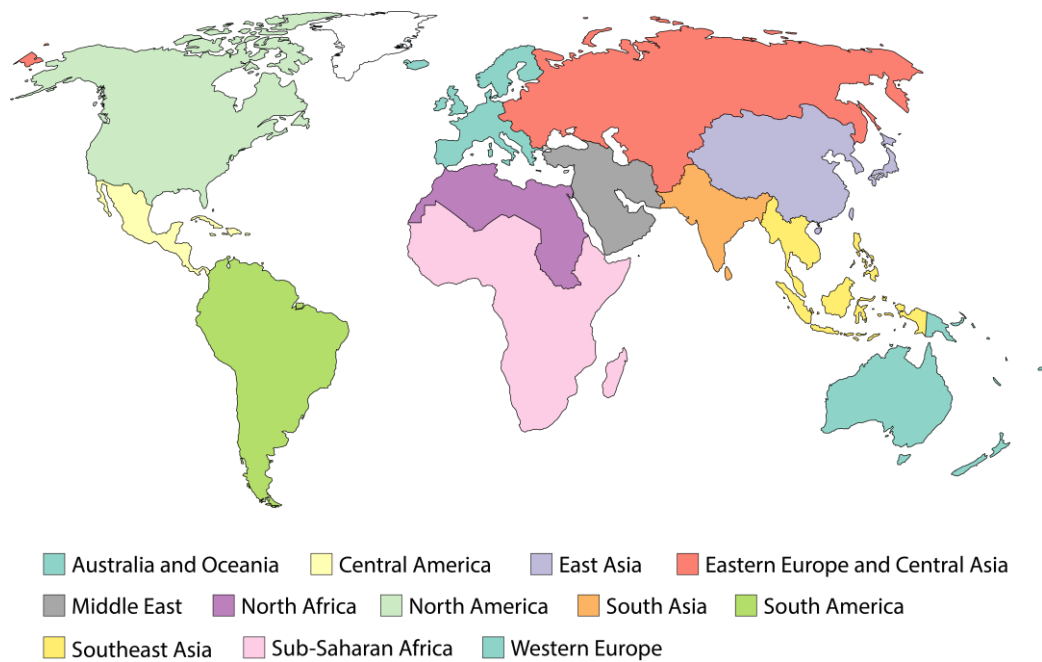 Australia and Oceania Central America East Asia Eastern Europe and Central Asia
Middle East North Africa North America South Asia South America
Southeast Asia Sub-Saharan Africa Western Europe